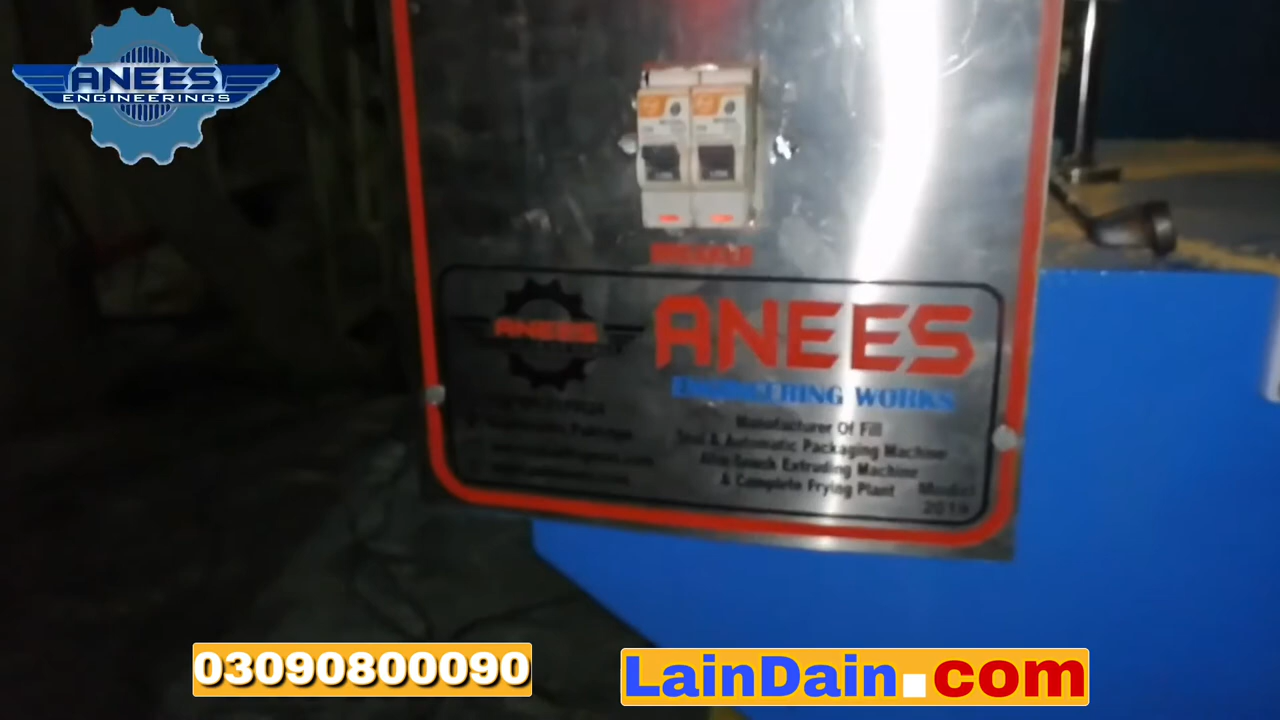 ANEES
ENGINEERINGS
BREAKER
ANEES
ANEES
ENGINEERING WORKS
Manufacturer Of Fill
Seal & Automatic Packaging Machine
Also Snack Extruding Machine
& Complete Frying Plant
Model
2019
03090800090
LainDain.com